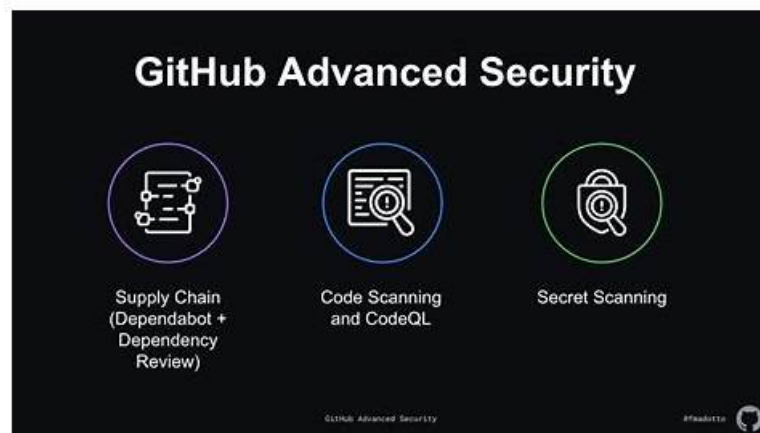 GitHub Advanced Security
Supply Chain
(Dependabot +
Dependency
Review)
Code Scanning
and CodeQL
Secret Scanning
GitHub Advanced Security